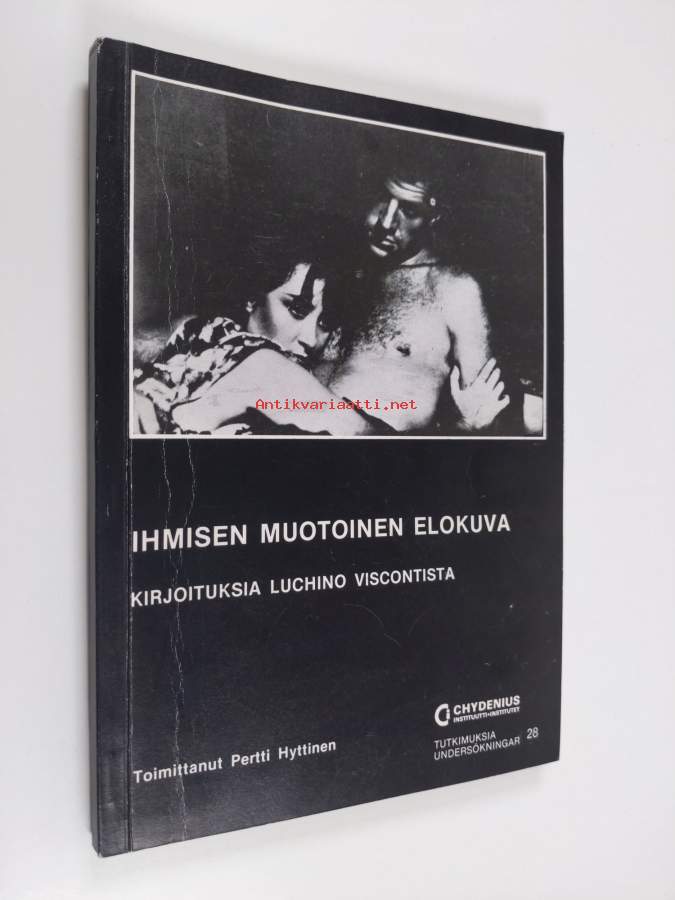 Antikvariaatti.net
IHMISEN MUOTOINEN ELOKUVA
KIRJOITUKSIA LUCHINO VISCONTISTA
CHYDENIUS
INSTITUUTTI•INSTITUTET
Toimittanut Pertti Hyttinen
TUTKIMUKSIA
UNDERSÖKNINGAR 28